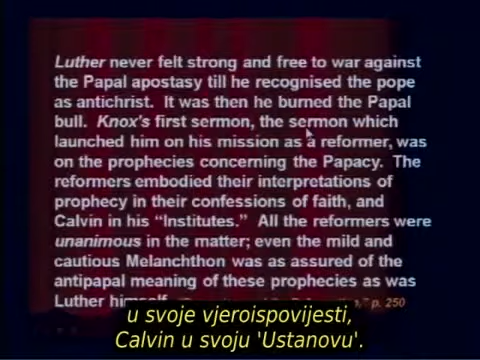 Luther never felt strong and free to war against
the Papal apostasy till he recognised the pope
as antichrist. It was then he burned the Papal
bull. Knox's first sermon, the sermon which
launched him on his mission as a reformer, was
on the prophecies concerning the Papacy. The
reformers embodied their interpretations of
prophecy in their confessions of faith, and
Calvin in his "Institutes." All the reformers were
unanimous in the matter; even the mild and
cautious Melanchthon was as assured of the
antipapal meaning of these prophecies as was
Luther himself. p. 250
u svoje vjeroispovijesti,
Calvin u svoju 'Ustanovu'.